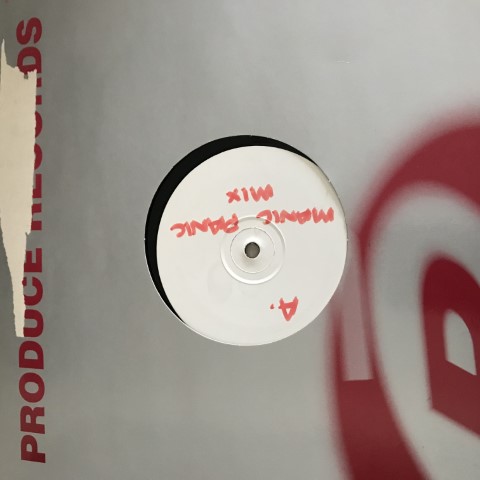 PRODUCE RECORDS
A.
MANIC PANIC
MIX